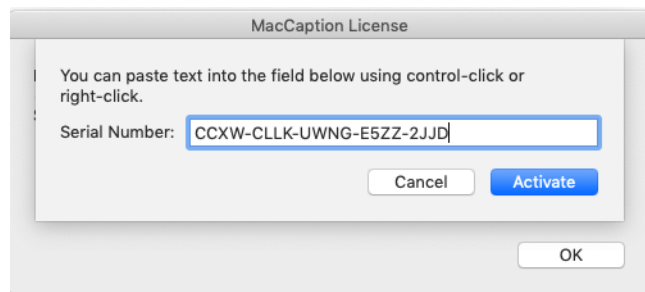 MacCaption License
You can paste text into the field below using control-click or
right-click.
Serial Number: CCXW-CLLK-UWNG-E5ZZ-2JJD
Cancel Activate
OK